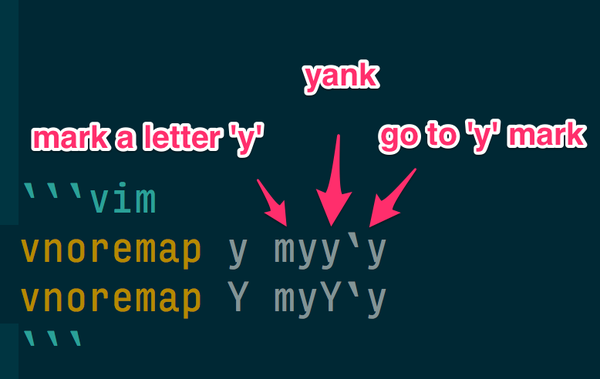 yank
mark a letter 'y'
go to 'y' mark
```vim
vnoremap y myy`y
vnoremap Y myY`y
```